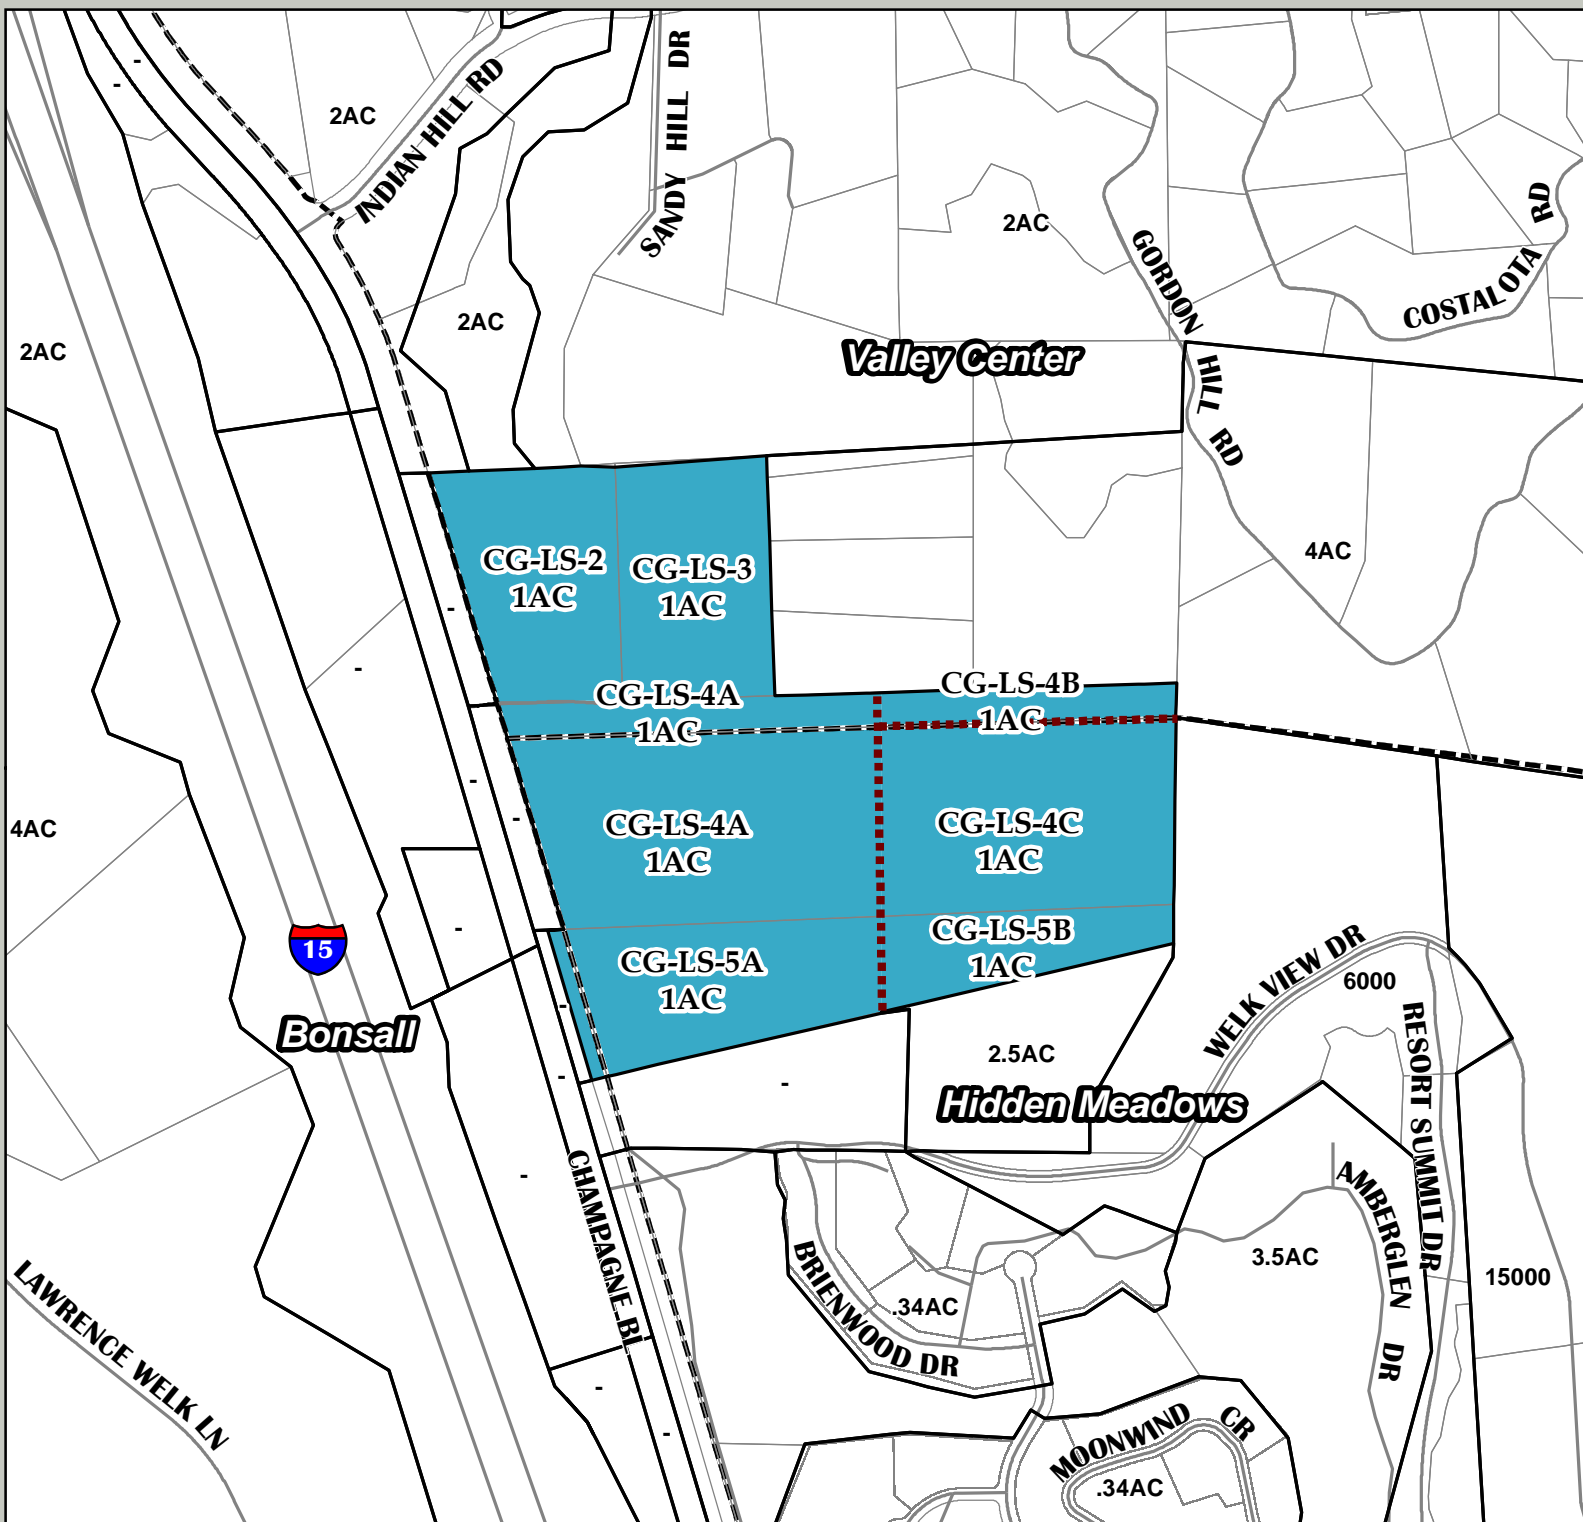 INDIAN HILL RD
SANDY HILL DR
2AC
2AC
RD
GORDON
COSTALOTA
2AC
2AC
Valley Center
HILL
RD
CG-LS-2
1AC
CG-LS-3
1AC
4AC
CG-LS-4A
1AC
CG-LS-4B
1AC
4AC
CG-LS-4A
1AC
CG-LS-4C
1AC
15
CG-LS-5A
1AC
CG-LS-5B
1AC
WELK VIEW DR
6000
RESORT SUMMIT DR
Bonsall
2.5AC
Hidden Meadows
CHAMPAGNE BL
AMBERGLEN
DR
BRIENWOOD DR
3.5AC
15000
.34AC
LAWRENCE WELK LN
MOONWIND
CR
.34AC
-
-
-
-
-
-
-
-
-
-
-
-
-